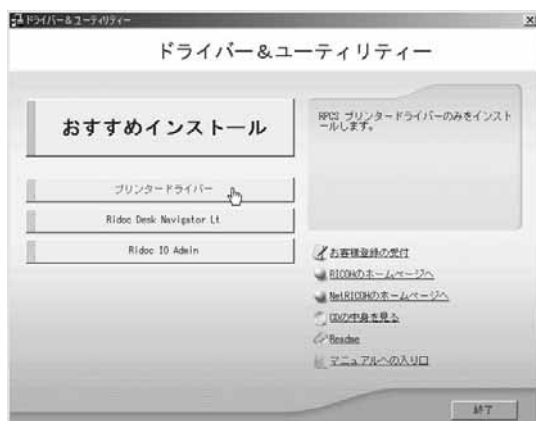 ドライバー&ユーティリティー
ドライバー&ユーティリティー
おすすめインストール
RPCS プリンタードライバーのみをインスト
ールします。
プリンタードライバー
Ridoc Desk Navigator Lt
Ridoc IO Admin
お客様登録の受付
RICOHのホームページへ
NetRICOHのホームページへ
CDの中身を見る
Readme
マニュアルへの入り口
終了